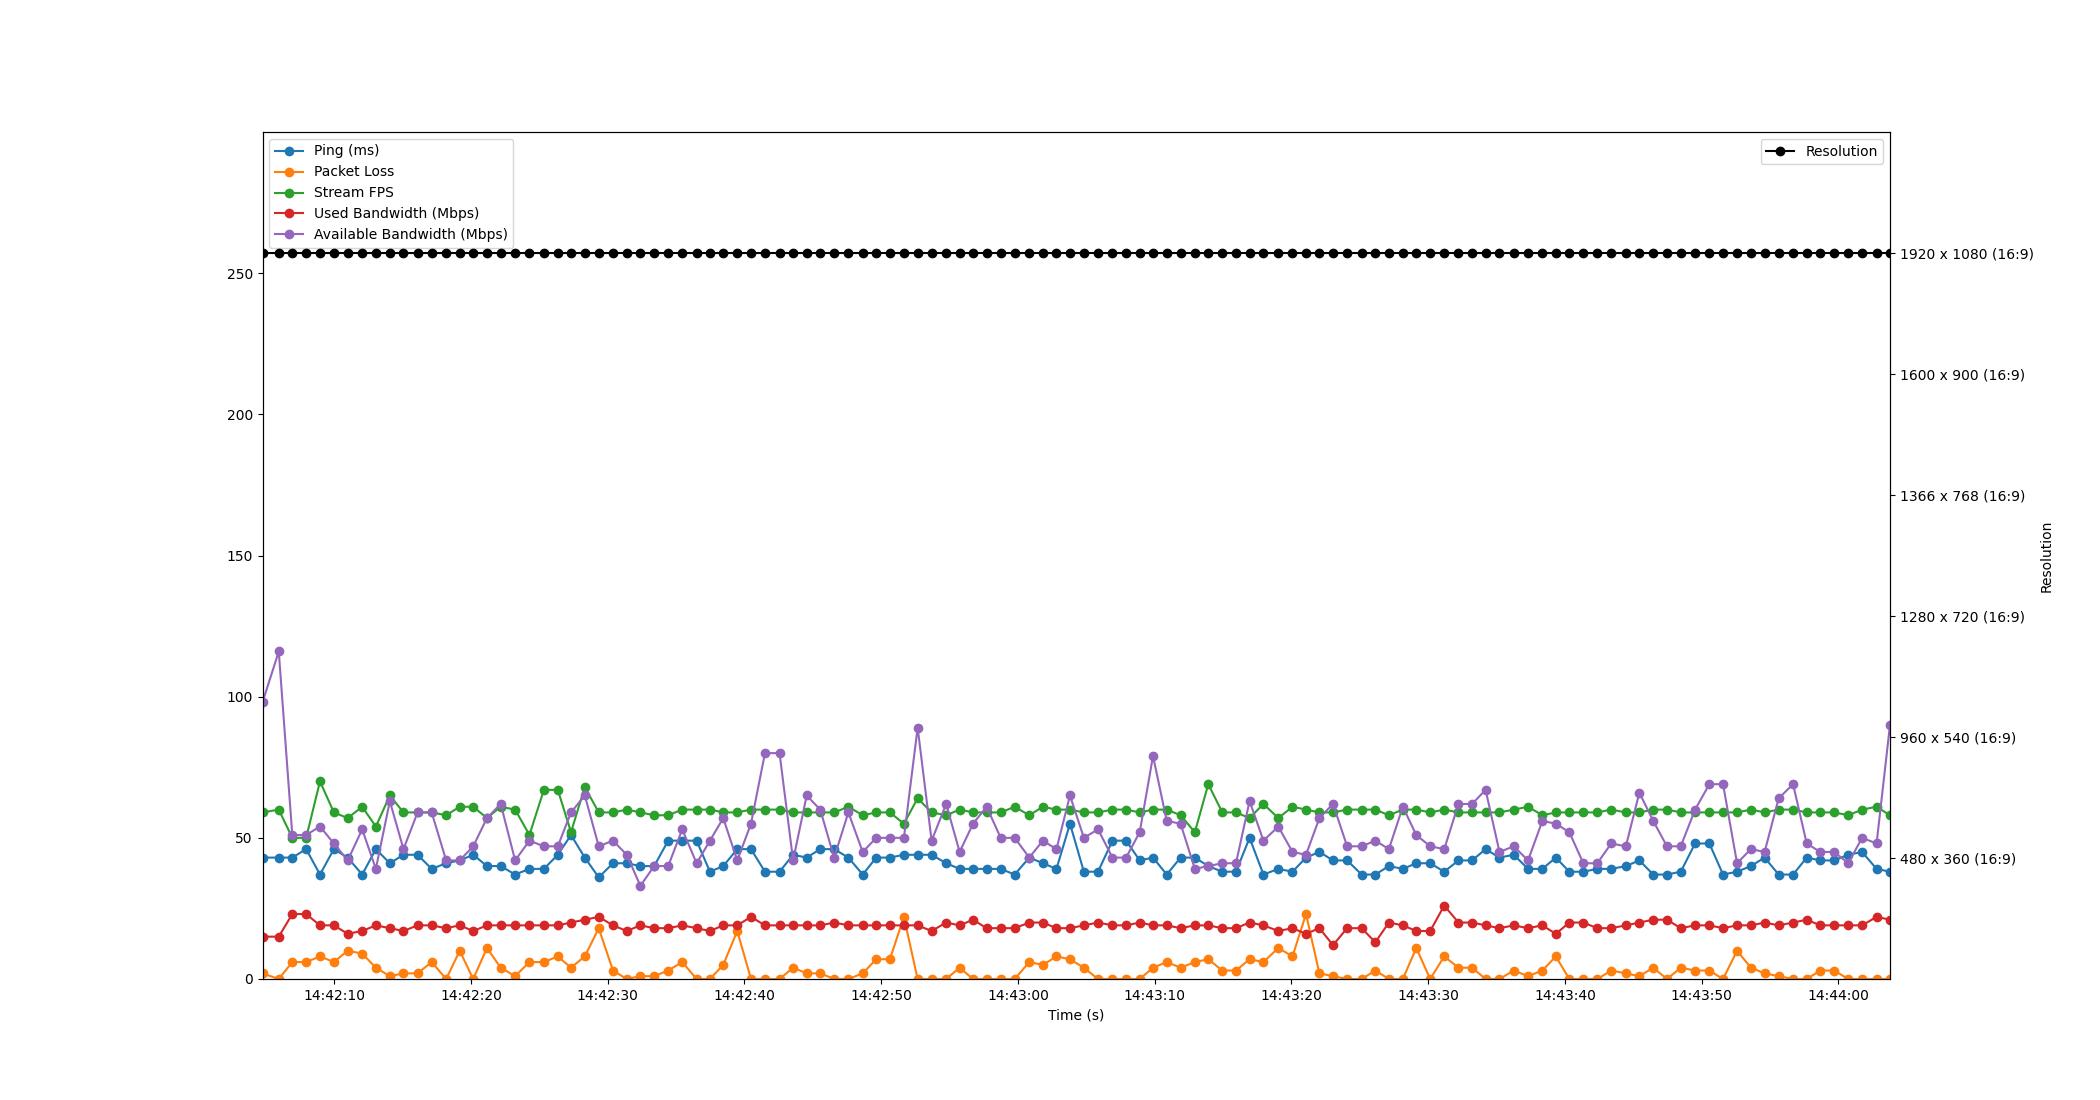 Ping (ms)
Packet Loss
Stream FPS
Used Bandwidth (Mbps)
Available Bandwidth (Mbps)
Resolution
250
200
150
100
50
0
1920 x 1080 (16:9)
1600 x 900 (16:9)
1366 x 768 (16:9)
1280 x 720 (16:9)
960 x 540 (16:9)
480 x 360 (16:9)
Resolution
14:42:10 14:42:20 14:42:30 14:42:40 14:42:50 14:43:00 14:43:10 14:43:20 14:43:30 14:43:40 14:43:50 14:44:00
Time (s)